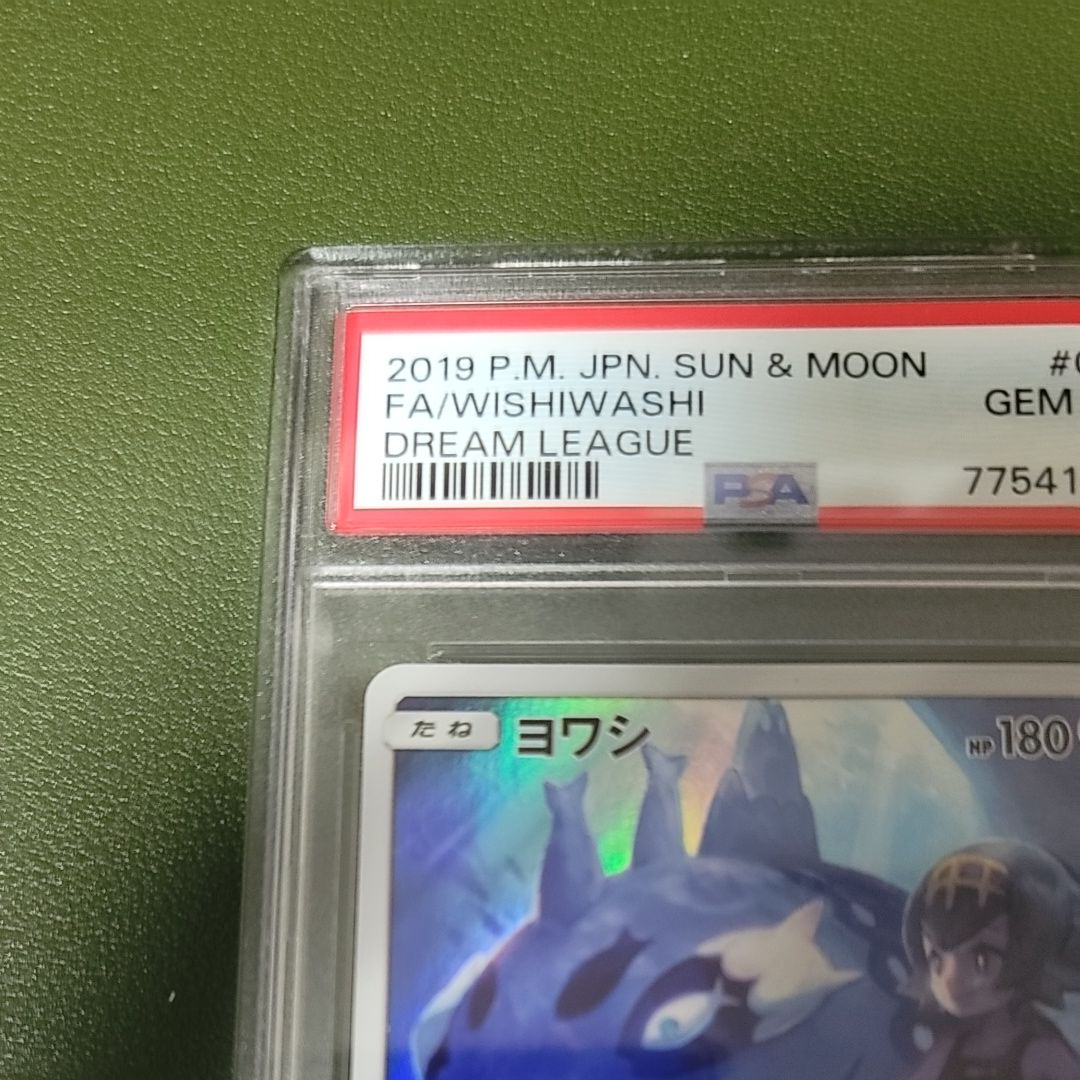 2019 P.M. JPN. SUN & MOON #
FA/WISHIWASHI GEM
DREAM LEAGUE
77541
PSA
たね ヨワシ HP 180